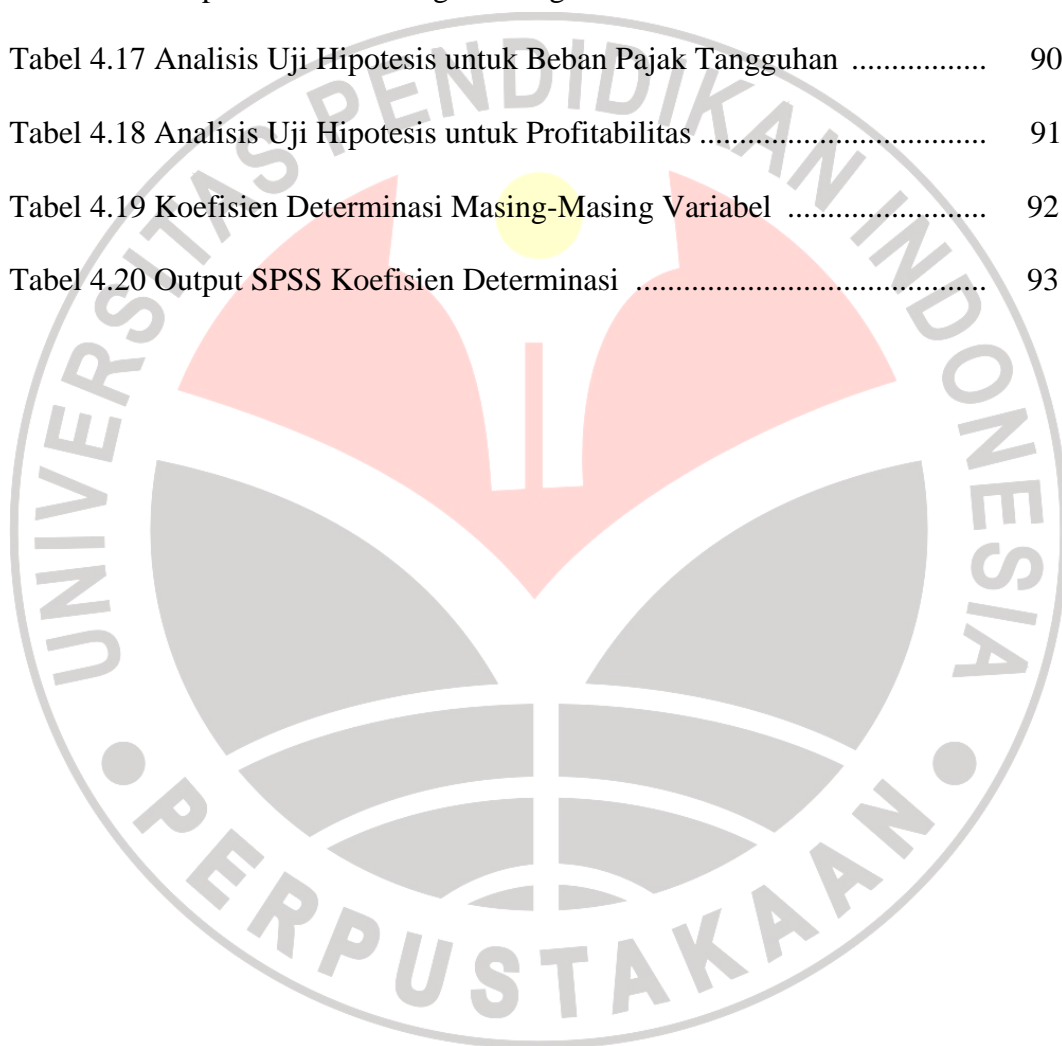 Tabel 4.17 Analisis Uji Hipotesis untuk Beban Pajak Tangguhan ................. 90
Tabel 4.18 Analisis Uji Hipotesis untuk Profitabilitas .................................... 91
Tabel 4.19 Koefisien Determinasi Masing-Masing Variabel ......................... 92
Tabel 4.20 Output SPSS Koefisien Determinasi ............................................ 93
UNIVERSITAS PENDIDIKAN INDONESIA
PERPUSTAKAAN